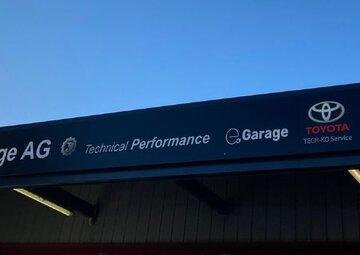 ge AG Technical Performance e.Garage
TOYOTA
TECH-KO Service